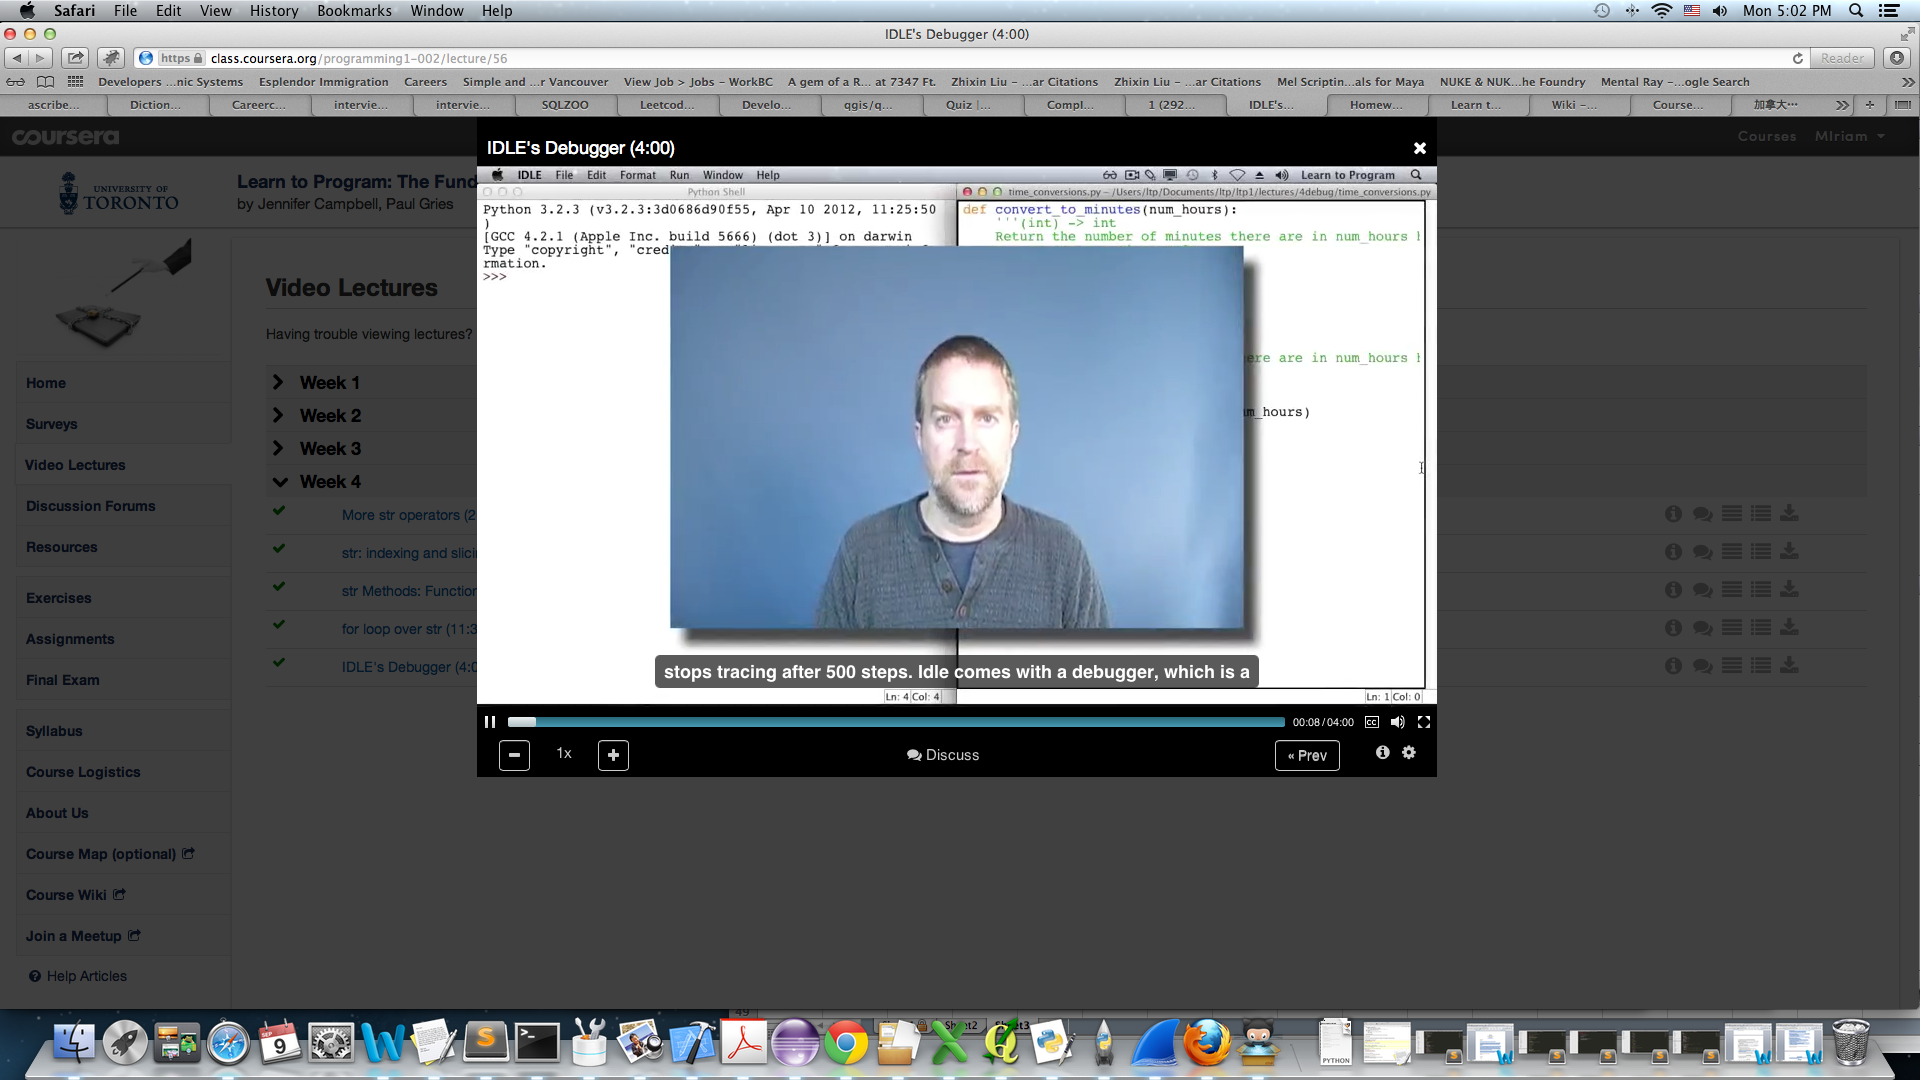 Safari File Edit View History Bookmarks Window Help
Mon 5:02 PM
IDLE's Debugger (4:00)
https class.coursera.org/programming1-002/lecture/56
Reader
Developers ...nic Systems Esplendor Immigration Careers Simple and ...r Vancouver View Job > Jobs - WorkBC A gem of a R... at 7347 Ft. Zhixin Liu - ...ar Citations Zhixin Liu - ...ar Citations Mel Scriptin...als for Maya NUKE & NUK...he Foundry Mental Ray -...ogle Search
ascribe... Diction... Careerc... intervie... intervie... SQLZOO Leetcod... Develo... qgis/q... Quiz |... Compl... 1 (292... IDLE's... Homew... Learn t... Wiki -... Course... 加拿大...
coursera
Courses MIriam
UNIVERSITY OF
TORONTO
Learn to Program: The Fund
by Jennifer Campbell, Paul Gries
Home
Surveys
Video Lectures
Discussion Forums
Resources
Exercises
Assignments
Final Exam
Syllabus
Course Logistics
About Us
Course Map (optional)
Course Wiki
Join a Meetup
Help Articles
Video Lectures
Having trouble viewing lectures?
Week 1
Week 2
Week 3
Week 4
More str operators (2
str: indexing and slici
str Methods: Function
for loop over str (11:3
IDLE's Debugger (4:0
IDLE's Debugger (4:00)
IDLE File Edit Format Run Window Help
Learn to Program
Python Shell
Python 3.2.3 (v3.2.3:3d0686d90f55, Apr 10 2012, 11:25:50
)
[GCC 4.2.1 (Apple Inc. build 5666) (dot 3)] on darwin
Type "copyright", "cred
rmation.
>>>
Ln: 4 Col: 4
time_conversions.py - /Users/ltp/Documents/ltp/ltp1/lectures/4debug/time_conversions.py
def convert_to_minutes(num_hours):
'''(int) -> int
Return the number of minutes there are in num_hours h
ere are in num_hours h
m_hours)
Ln: 1 Col: 0
stops tracing after 500 steps. Idle comes with a debugger, which is a
00:08 / 04:00
CC
1x
Discuss
« Prev
49
Sheet2 Sheet3
SEP
9
PYTHON